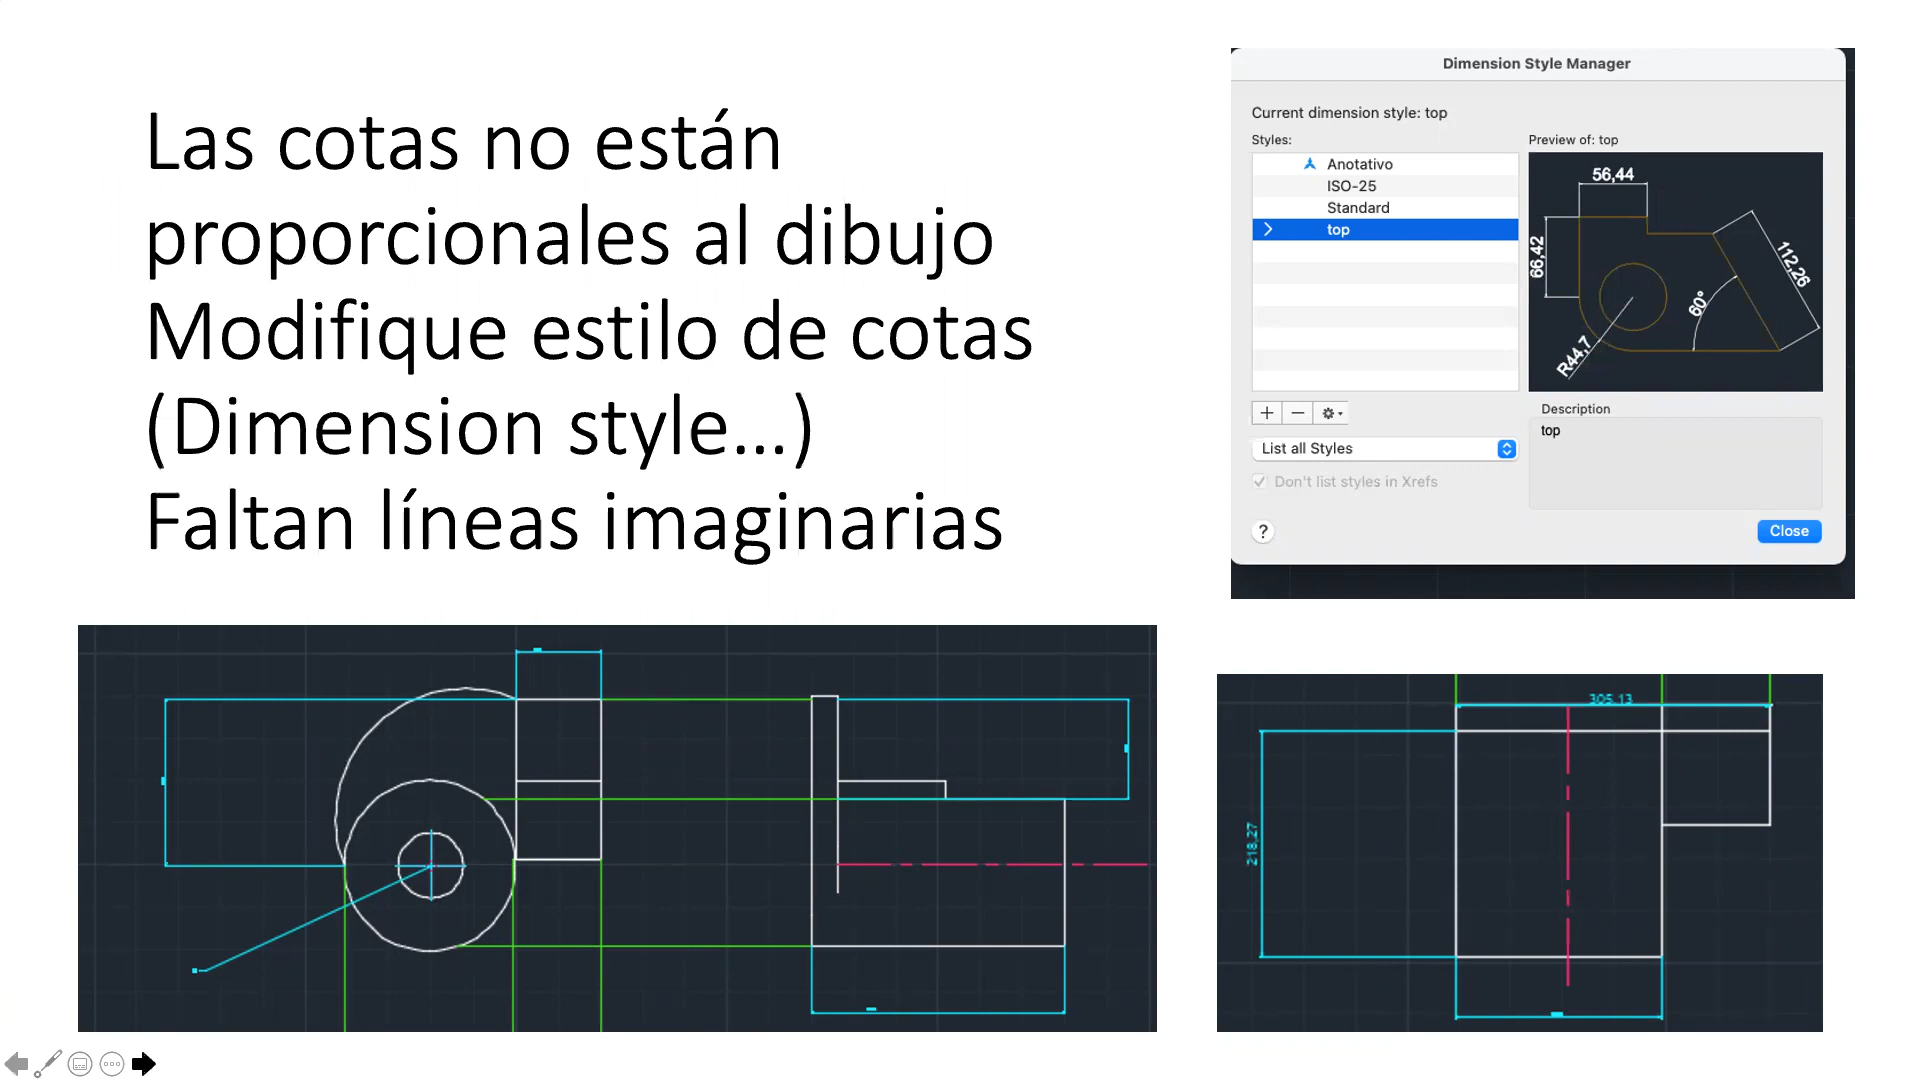 Las cotas no están
proporcionales al dibujo
Modifique estilo de cotas
(Dimension style...)
Faltan líneas imaginarias
Dimension Style Manager
Current dimension style: top
Styles:
Preview of: top
Anotativo
ISO-25
Standard
top
56,44
66,42
112,26
60°
R44,7
Description
top
List all Styles
Don't list styles in Xrefs
?
Close
305.13
218,27